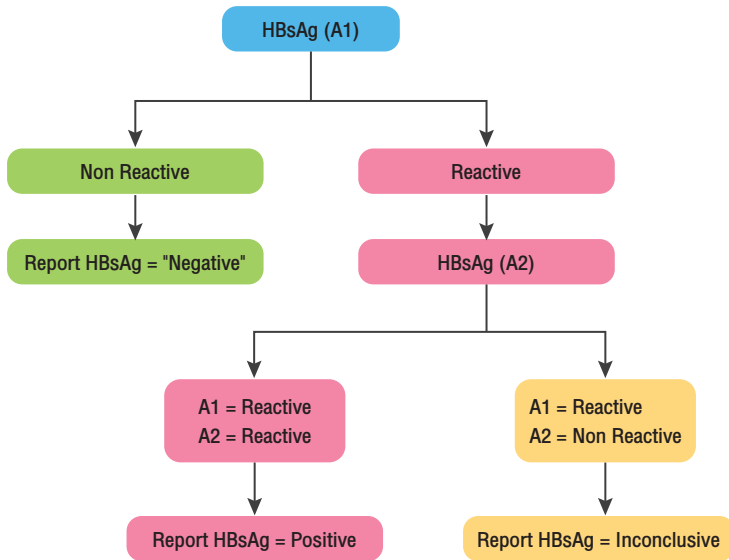 HBsAg (A1)
Non Reactive
Reactive
Report HBsAg = "Negative"
HBsAg (A2)
A1 = Reactive
A2 = Reactive
A1 = Reactive
A2 = Non Reactive
Report HBsAg = Positive
Report HBsAg = Inconclusive